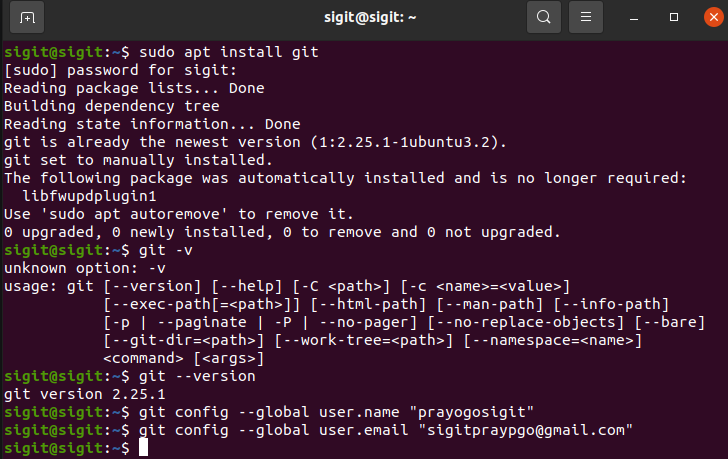 sigit@sigit: ~
sigit@sigit:~$ sudo apt install git
[sudo] password for sigit:
Reading package lists... Done
Building dependency tree
Reading state information... Done
git is already the newest version (1:2.25.1-1ubuntu3.2).
git set to manually installed.
The following package was automatically installed and is no longer required:
  libfwupdplugin1
Use 'sudo apt autoremove' to remove it.
0 upgraded, 0 newly installed, 0 to remove and 0 not upgraded.
sigit@sigit:~$ git -v
unknown option: -v
usage: git [--version] [--help] [-C <path>] [-c <name>=<value>]
           [--exec-path[=<path>]] [--html-path] [--man-path] [--info-path]
           [-p | --paginate | -P | --no-pager] [--no-replace-objects] [--bare]
           [--git-dir=<path>] [--work-tree=<path>] [--namespace=<name>]
           <command> [<args>]
sigit@sigit:~$ git --version
git version 2.25.1
sigit@sigit:~$ git config --global user.name "prayogosigit"
sigit@sigit:~$ git config --global user.email "sigitpraypgo@gmail.com"
sigit@sigit:~$